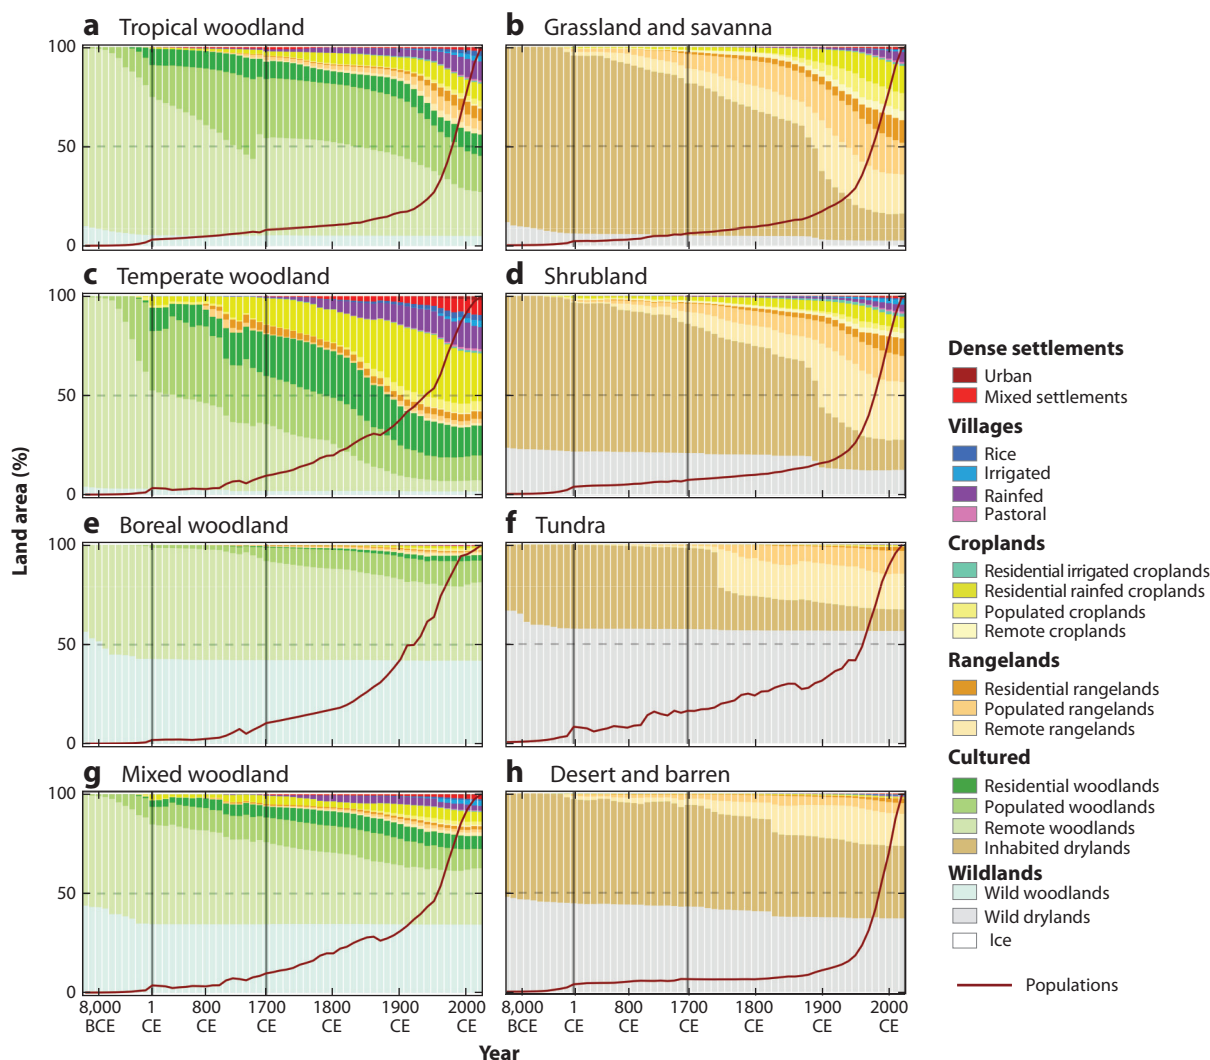 a Tropical woodland
b Grassland and savanna
100
50
0
c Temperate woodland
d Shrubland
100
50
0
e Boreal woodland
f Tundra
100
50
0
g Mixed woodland
h Desert and barren
100
50
0
Land area (%)
8,000 BCE
1 CE
800 CE
1700 CE
1800 CE
1900 CE
2000 CE
8,000 BCE
1 CE
800 CE
1700 CE
1800 CE
1900 CE
2000 CE
Year
Dense settlements
Urban
Mixed settlements
Villages
Rice
Irrigated
Rainfed
Pastoral
Croplands
Residential irrigated croplands
Residential rainfed croplands
Populated croplands
Remote croplands
Rangelands
Residential rangelands
Populated rangelands
Remote rangelands
Cultured
Residential woodlands
Populated woodlands
Remote woodlands
Inhabited drylands
Wildlands
Wild woodlands
Wild drylands
Ice
Populations